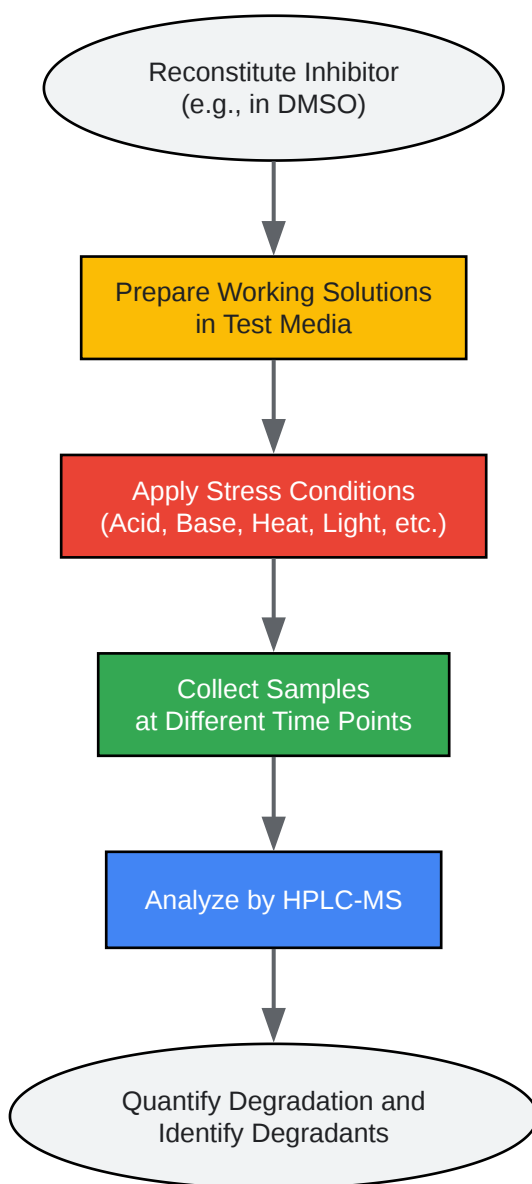 Reconstitute Inhibitor
(e.g., in DMSO)
Prepare Working Solutions
in Test Media
Apply Stress Conditions
(Acid, Base, Heat, Light, etc.)
Collect Samples
at Different Time Points
Analyze by HPLC-MS
Quantify Degradation and
Identify Degradants